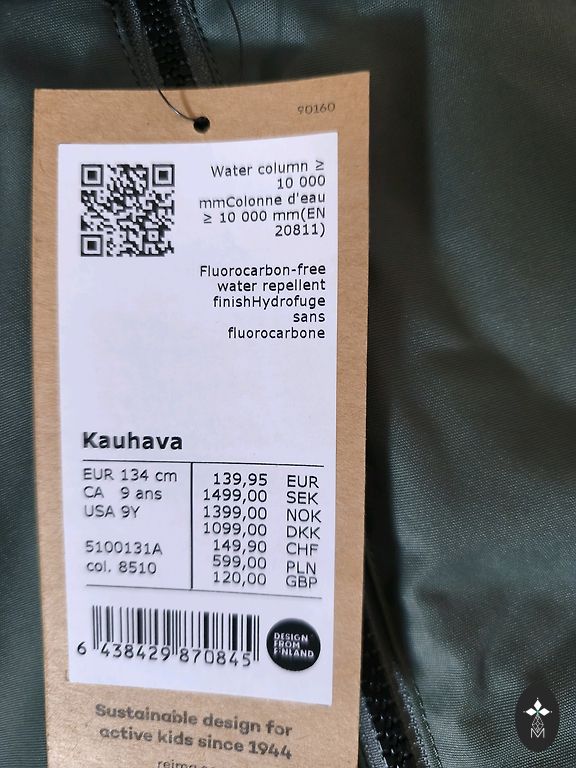 90160
Water column ≥
10 000
mmColonne d'eau
≥ 10 000 mm(EN
20811)
Fluorocarbon-free
water repellent
finishHydrofuge
sans
fluorocarbone
Kauhava
EUR 134 cm
CA 9 ans
USA 9Y
5100131A
col. 8510
139,95 EUR
1499,00 SEK
1399,00 NOK
1099,00 DKK
149,90 CHF
599,00 PLN
120,00 GBP
6 438429 870845
DESIGN
FROM
FINLAND
Sustainable design for
active kids since 1944
M